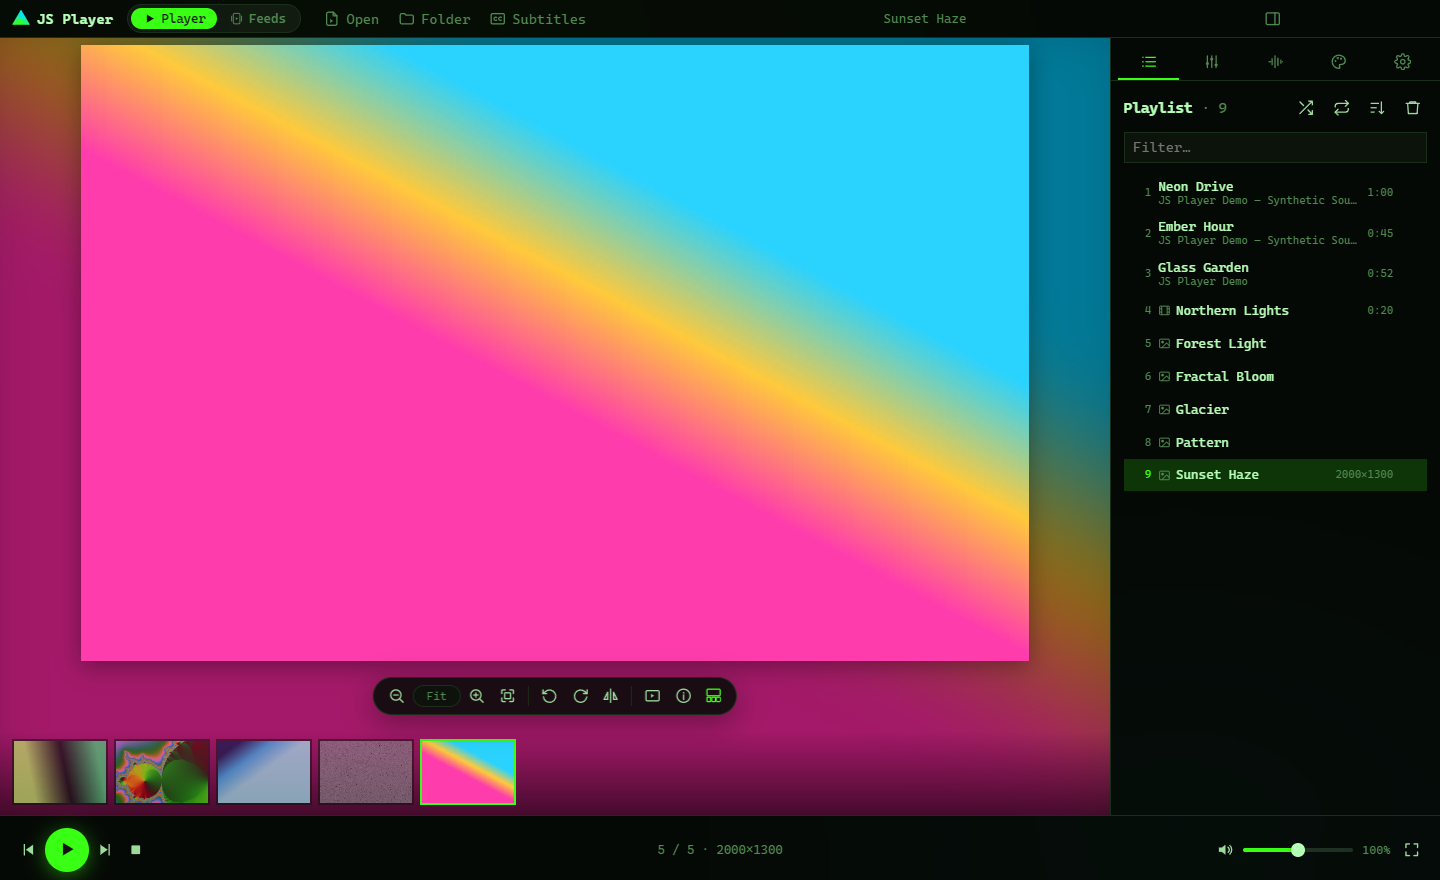 JS Player
Player
Feeds
Open
Folder
Subtitles
Sunset Haze
Playlist · 9
Filter…
1 Neon Drive 1:00
JS Player Demo — Synthetic Sou…
2 Ember Hour 0:45
JS Player Demo — Synthetic Sou…
3 Glass Garden 0:52
JS Player Demo
4 Northern Lights 0:20
5 Forest Light
6 Fractal Bloom
7 Glacier
8 Pattern
9 Sunset Haze 2000×1300
Fit
5 / 5 · 2000×1300
100%